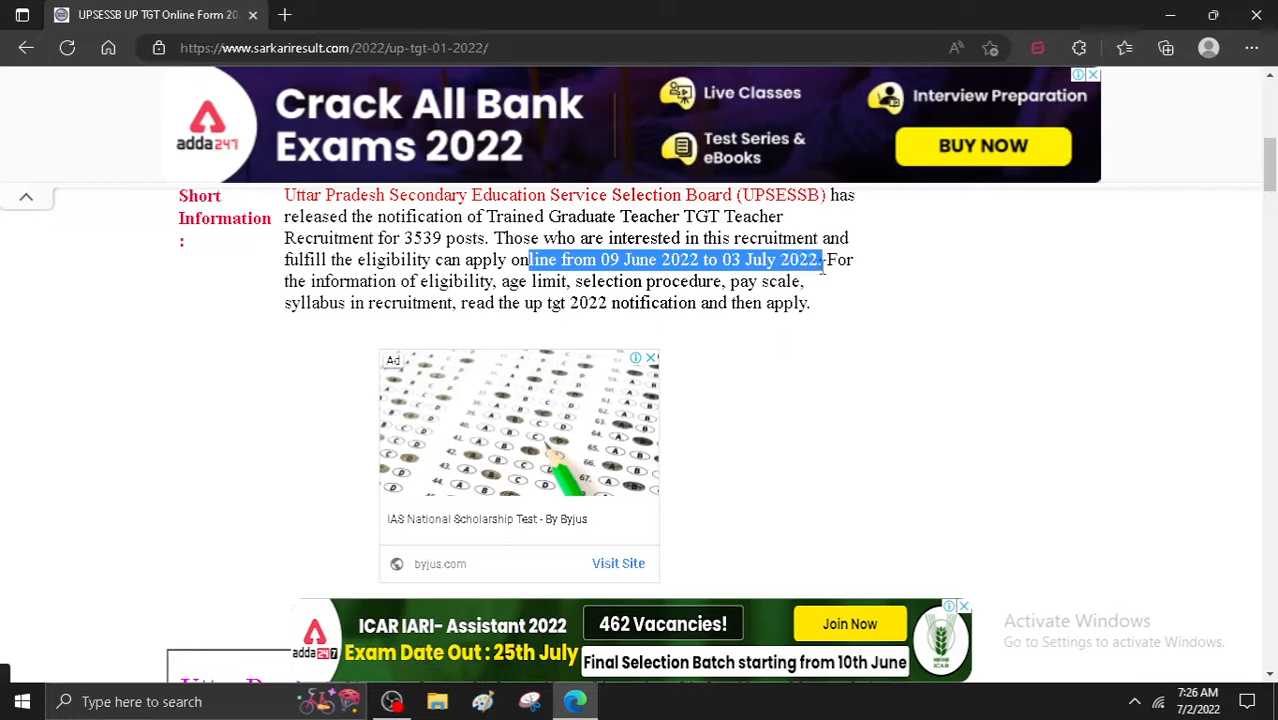 UPSESSB UP TGT Online Form 20
https://www.sarkariresult.com/2022/up-tgt-01-2022/
adda247
Crack All Bank
Exams 2022
Live Classes
Test Series &
eBooks
Interview Preparation
BUY NOW
Short
Information
:
Uttar Pradesh Secondary Education Service Selection Board (UPSESSB) has
released the notification of Trained Graduate Teacher TGT Teacher
Recruitment for 3539 posts. Those who are interested in this recruitment and
fulfill the eligibility can apply online from 09 June 2022 to 03 July 2022. For
the information of eligibility, age limit, selection procedure, pay scale,
syllabus in recruitment, read the up tgt 2022 notification and then apply.
Ad
IAS National Scholarship Test - By Byjus
byjus.com
Visit Site
adda247
ICAR IARI- Assistant 2022
Exam Date Out : 25th July
462 Vacancies!
Join Now
Final Selection Batch starting from 10th June
ICAR
Activate Windows
Go to Settings to activate Windows.
Type here to search
7:26 AM
7/2/2022